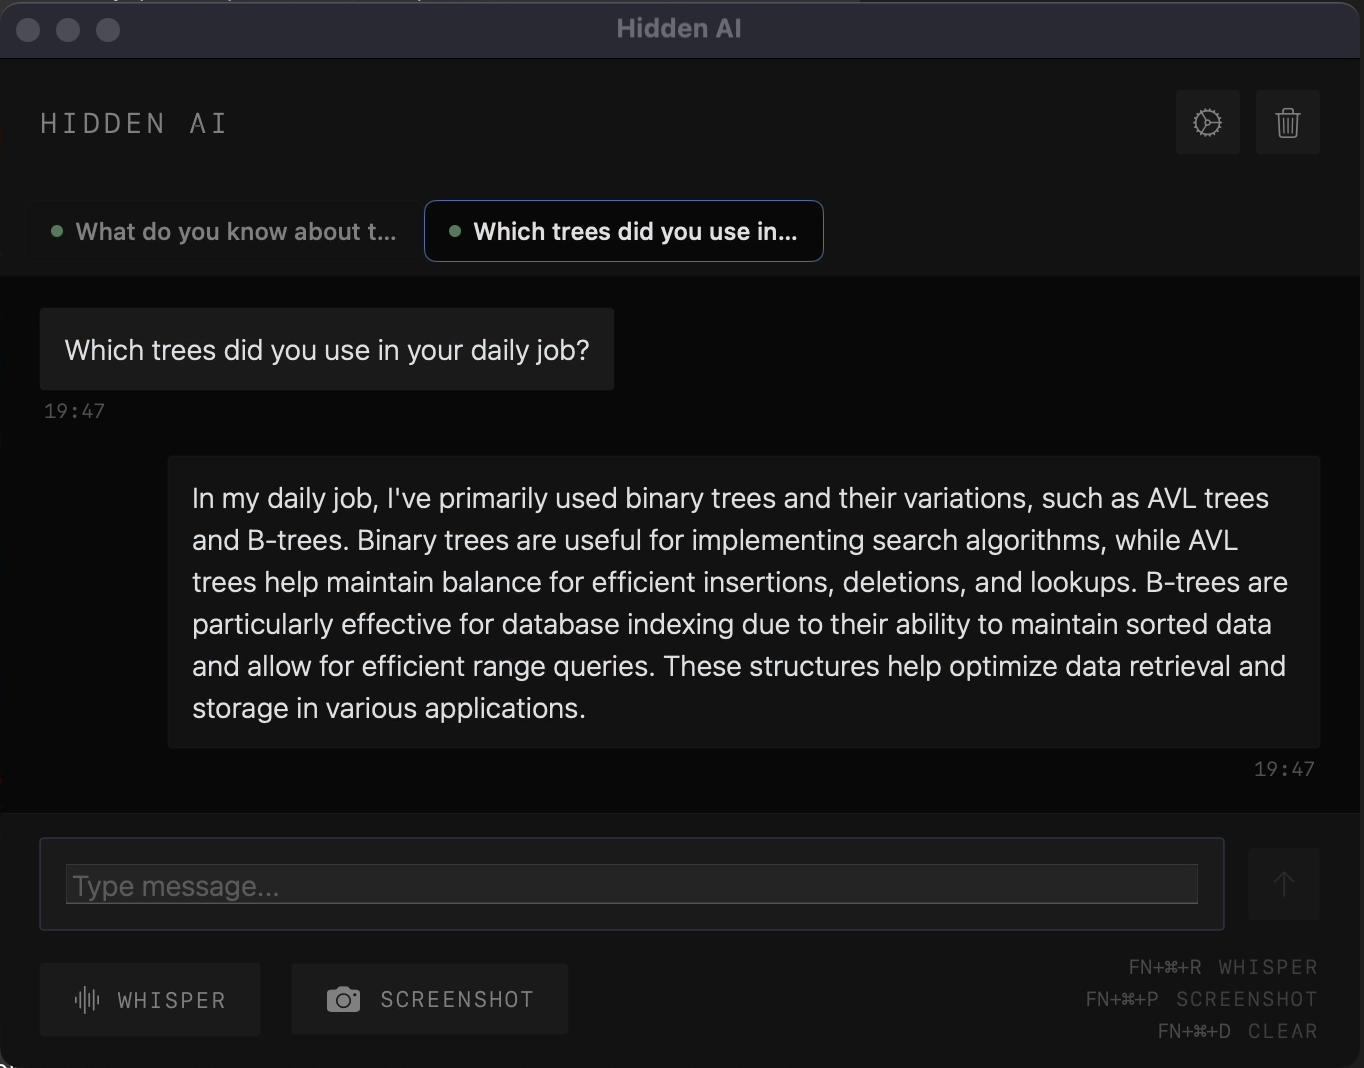 Hidden AI
HIDDEN AI
What do you know about t...
Which trees did you use in...
Which trees did you use in your daily job?
19:47
In my daily job, I've primarily used binary trees and their variations, such as AVL trees
and B-trees. Binary trees are useful for implementing search algorithms, while AVL
trees help maintain balance for efficient insertions, deletions, and lookups. B-trees are
particularly effective for database indexing due to their ability to maintain sorted data
and allow for efficient range queries. These structures help optimize data retrieval and
storage in various applications.
19:47
Type message...
WHISPER
SCREENSHOT
FN+⌘+R WHISPER
FN+⌘+P SCREENSHOT
FN+⌘+D CLEAR